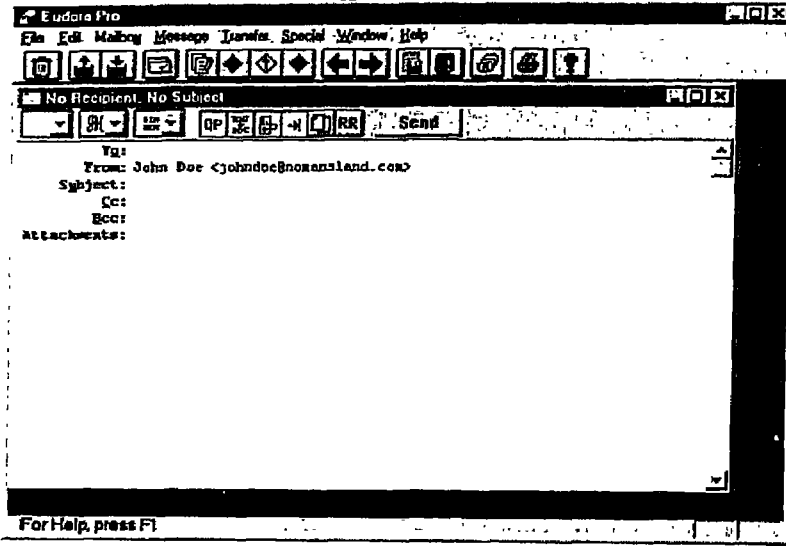 Eudora Pro
File Edit Mailbox Message Transfer Special Window Help
No Recipient, No Subject
QP RR Send
To:
From: John Doe <johndoe@nomansland.com>
Subject:
Cc:
Bcc:
Attachments:
For Help, press F1